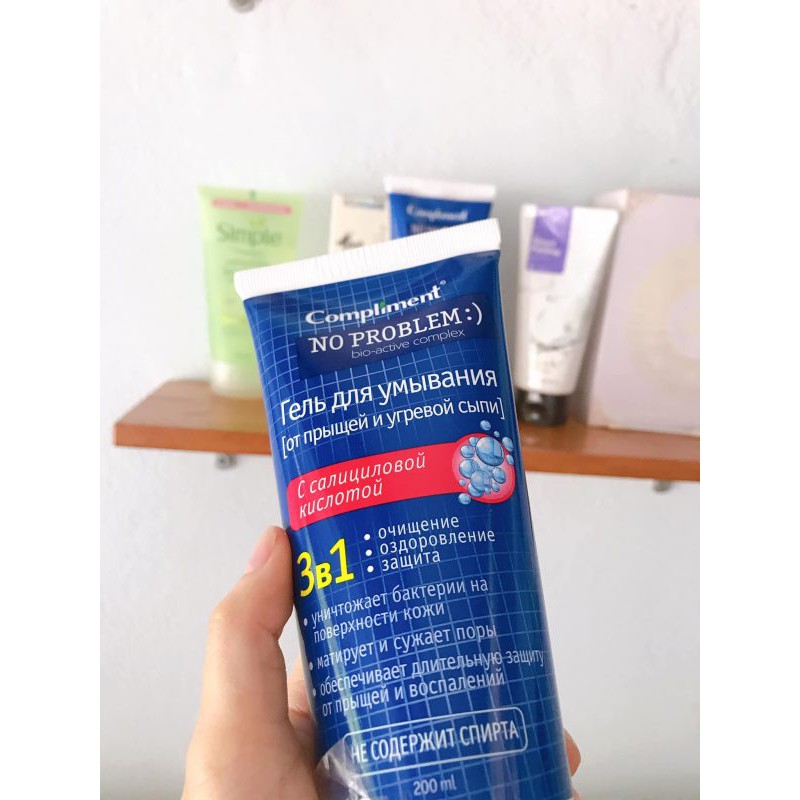 Simple
Compliment
Compliment®
NO PROBLEM:)
bio-active complex
Гель для умывания
[от прыщей и угревой сыпи]
С салициловой
кислотой
3в1
• очищение
• оздоровление
• защита
• уничтожает бактерии на
поверхности кожи
• матирует и сужает поры
• обеспечивает длительную защиту
от прыщей и воспалений
НЕ СОДЕРЖИТ СПИРТА
200 ml